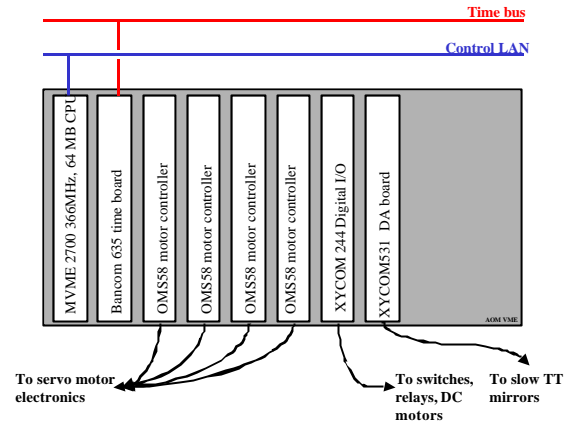 Time bus
Control LAN
MVME 2700 366MHz, 64 MB CPU
Bancom 635 time board
OMS58 motor controller
OMS58 motor controller
OMS58 motor controller
OMS58 motor controller
XYCOM 244 Digital I/O
XYCOM531 DA board
AOM VME
To servo motor
electronics
To switches,
relays, DC
motors
To slow TT
mirrors